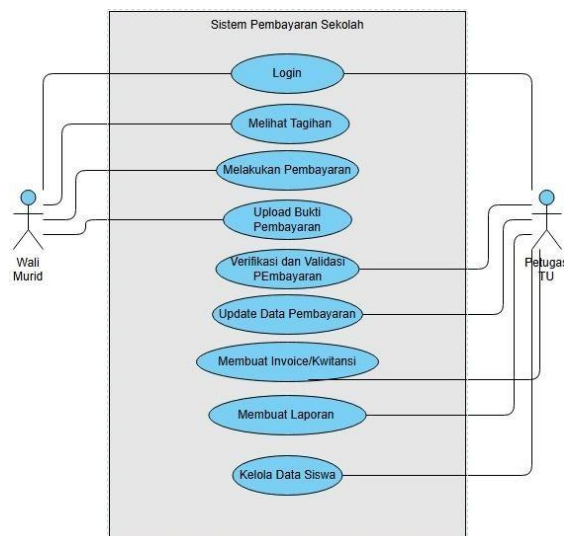 Sistem Pembayaran Sekolah
Login
Melihat Tagihan
Melakukan Pembayaran
Upload Bukti
Pembayaran
Wali
Murid
Petugas
TU
Verifikasi dan Validasi
PEmbayaran
Update Data Pembayaran
Membuat Invoice/Kwitansi
Membuat Laporan
Kelola Data Siswa